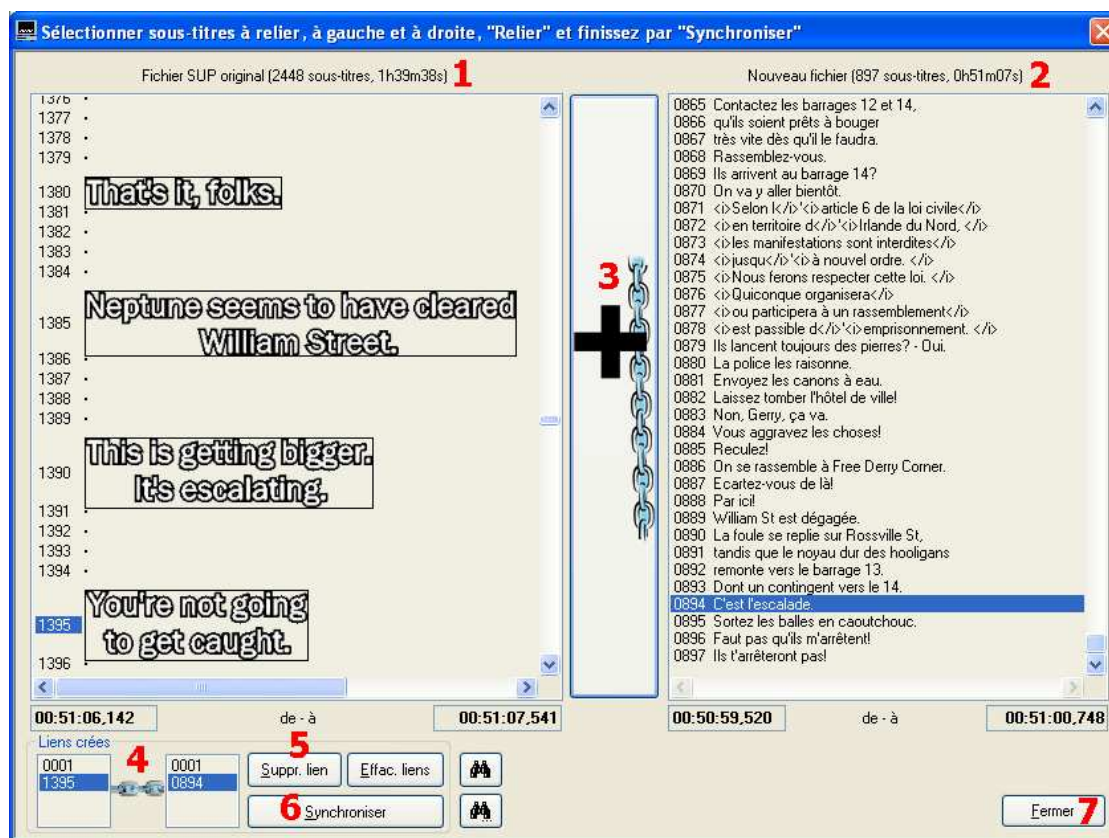 Sélectionner sous-titres à relier, à gauche et à droite, "Relier" et finissez par "Synchroniser"
Fichier SUP original (2448 sous-titres, 1h39m38s) 1
Nouveau fichier (897 sous-titres, 0h51m07s) 2
1376
1377
1378
1379
1380 That's it, folks.
1381
1382
1383
1384
1385 Neptune seems to have cleared
William Street.
1386
1387
1388
1389
1390 This is getting bigger.
It's escalating.
1391
1392
1393
1394
1395 You're not going
to get caught.
1396
3
0865 Contactez les barrages 12 et 14,
0866 qu'ils soient prêts à bouger
0867 très vite dès qu'il le faudra.
0868 Rassemblez-vous.
0869 Ils arrivent au barrage 14?
0870 On va y aller bientôt.
0871 <i>Selon l</i>'<i>article 6 de la loi civile</i>
0872 <i>en territoire d</i>'<i>Irlande du Nord, </i>
0873 <i>les manifestations sont interdites</i>
0874 <i>jusqu</i>'<i>à nouvel ordre. </i>
0875 <i>Nous ferons respecter cette loi. </i>
0876 <i>Quiconque organisera</i>
0877 <i>ou participera à un rassemblement</i>
0878 <i>est passible d</i>'<i>emprisonnement. </i>
0879 Ils lancent toujours des pierres? - Oui.
0880 La police les raisonne.
0881 Envoyez les canons à eau.
0882 Laissez tomber l'hôtel de ville!
0883 Non, Gerry, ça va.
0884 Vous aggravez les choses!
0885 Reculez!
0886 On se rassemble à Free Derry Corner.
0887 Ecartez-vous de là!
0888 Par ici!
0889 William St est dégagée.
0890 La foule se replie sur Rossville St,
0891 tandis que le noyau dur des hooligans
0892 remonte vers le barrage 13.
0893 Dont un contingent vers le 14.
0894 C'est l'escalade.
0895 Sortez les balles en caoutchouc.
0896 Faut pas qu'ils m'arrêtent!
0897 Ils t'arrêteront pas!
00:51:06,142 de - à 00:51:07,541
00:50:59,520 de - à 00:51:00,748
Liens crées
0001 4 0001
1395 0894
5
Suppr. lien Effac. liens
6 Synchroniser
Fermer 7